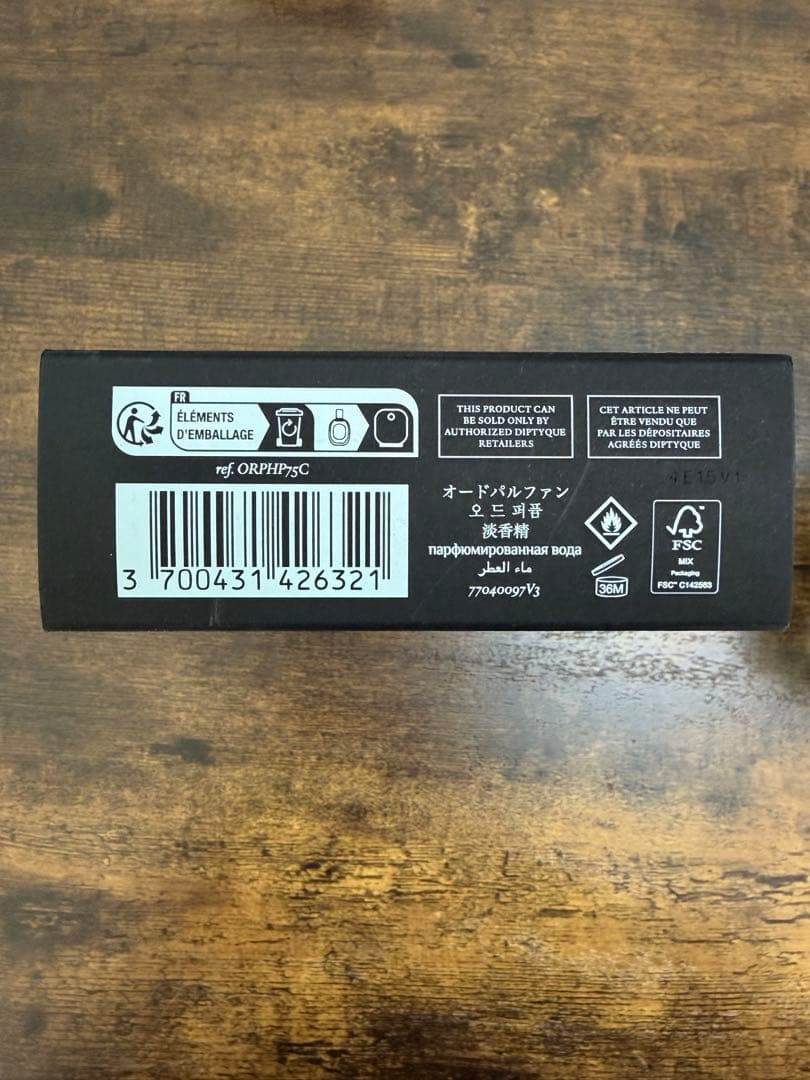 FR
ÉLÉMENTS
D'EMBALLAGE
ref. ORPHP75C
3 700431 426321
THIS PRODUCT CAN
BE SOLD ONLY BY
AUTHORIZED DIPTYQUE
RETAILERS
CET ARTICLE NE PEUT
ÊTRE VENDU QUE
PAR LES DÉPOSITAIRES
AGRÉÉS DIPTYQUE
4E15V1
オードパルファン
오 드 퍼퓸
淡香精
парфюмированная вода
ماء العطر
77040097V3
36M
FSC
MIX
Packaging
FSC™ C142563